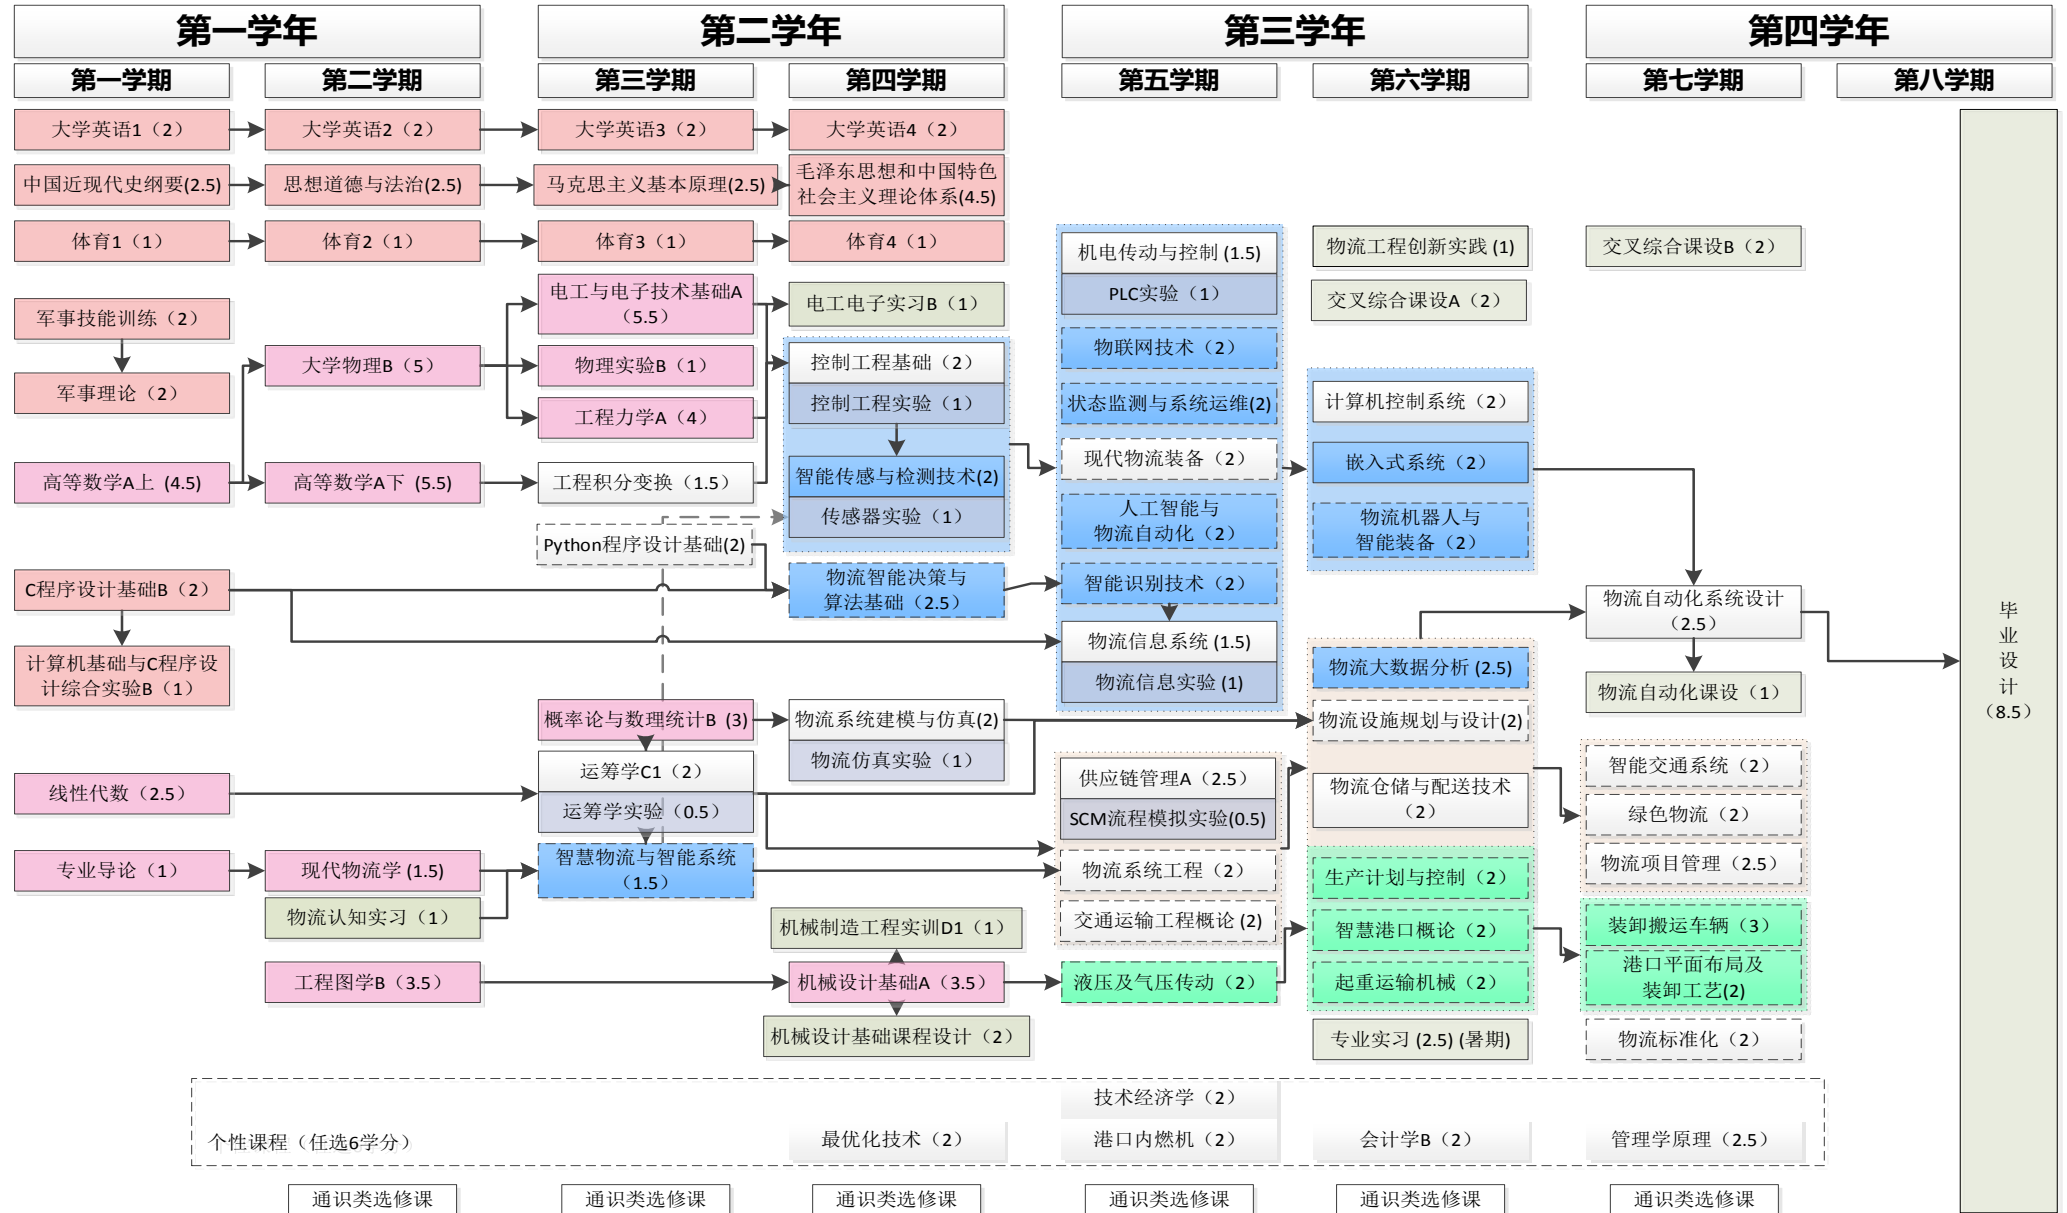 第一学年
第二学年
第三学年
第四学年
第一学期
第二学期
第三学期
第四学期
第五学期
第六学期
第七学期
第八学期
大学英语1（2）
大学英语2（2）
大学英语3（2）
大学英语4（2）
中国近现代史纲要(2.5)
思想道德与法治(2.5)
马克思主义基本原理(2.5)
毛泽东思想和中国特色
社会主义理论体系(4.5)
体育1（1）
体育2（1）
体育3（1）
体育4（1）
机电传动与控制 (1.5)
PLC实验（1）
物流工程创新实践 (1)
交叉综合课设B（2）
交叉综合课设A（2）
军事技能训练（2）
军事理论（2）
大学物理B（5）
电工与电子技术基础A
（5.5）
电工电子实习B（1）
物理实验B（1）
工程力学A（4）
控制工程基础（2）
控制工程实验（1）
智能传感与检测技术(2)
传感器实验（1）
物联网技术（2）
状态监测与系统运维(2)
现代物流装备（2）
人工智能与
物流自动化（2）
计算机控制系统（2）
嵌入式系统（2）
物流机器人与
智能装备（2）
高等数学A上 (4.5)
高等数学A下 (5.5)
工程积分变换（1.5）
Python程序设计基础(2)
C程序设计基础B（2）
物流智能决策与
算法基础（2.5）
智能识别技术（2）
物流信息系统 (1.5)
物流信息实验 (1)
计算机基础与C程序设
计综合实验B（1）
物流自动化系统设计
（2.5）
物流自动化课设（1）
毕
业
设
计
（8.5）
概率论与数理统计B (3)
物流系统建模与仿真(2)
物流仿真实验（1）
物流大数据分析 (2.5)
物流设施规划与设计(2)
物流仓储与配送技术
（2）
线性代数（2.5）
运筹学C1（2）
运筹学实验（0.5）
供应链管理A（2.5）
SCM流程模拟实验(0.5)
物流系统工程（2）
交通运输工程概论 (2)
智能交通系统（2）
绿色物流（2）
物流项目管理（2.5）
专业导论（1）
现代物流学 (1.5)
物流认知实习（1）
智慧物流与智能系统
（1.5）
生产计划与控制（2）
智慧港口概论（2）
起重运输机械（2）
装卸搬运车辆（3）
港口平面布局及
装卸工艺(2)
机械制造工程实训D1（1）
工程图学B（3.5）
机械设计基础A（3.5）
液压及气压传动（2）
机械设计基础课程设计（2）
专业实习 (2.5) (暑期)
物流标准化（2）
个性课程（任选6学分）
技术经济学（2）
最优化技术（2）
港口内燃机（2）
会计学B（2）
管理学原理（2.5）
通识类选修课
通识类选修课
通识类选修课
通识类选修课
通识类选修课
通识类选修课